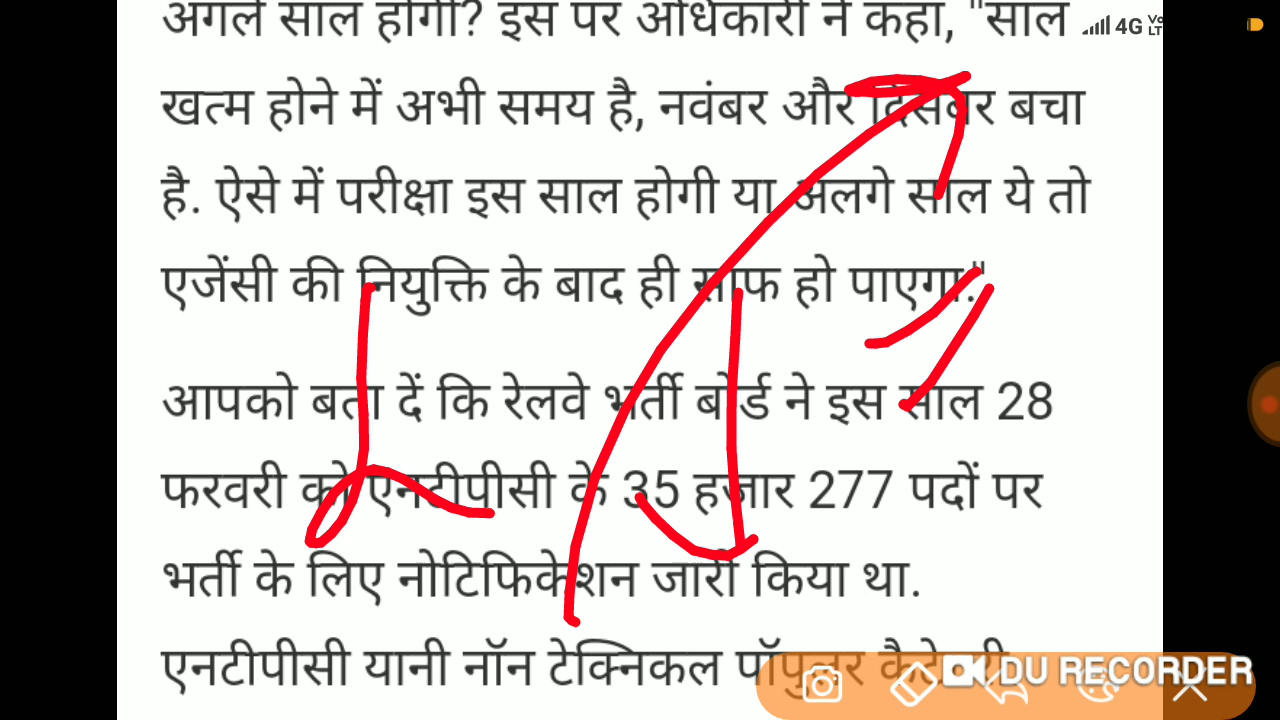 अगले साल होगी? इस पर अधिकारी ने कहा, "साल
4G VoLTE
खत्म होने में अभी समय है, नवंबर और दिसंबर बचा
है. ऐसे में परीक्षा इस साल होगी या अलगे साल ये तो
एजेंसी की नियुक्ति के बाद ही साफ हो पाएगा."
आपको बता दें कि रेलवे भर्ती बोर्ड ने इस साल 28
फरवरी को एनटीपीसी के 35 हजार 277 पदों पर
भर्ती के लिए नोटिफिकेशन जारी किया था.
एनटीपीसी यानी नॉन टेक्निकल पॉपुलर कैटेगरी
DU RECORDER